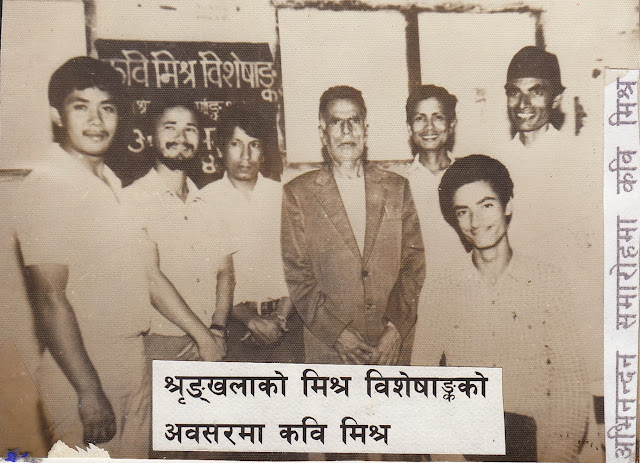 कवि मिश्र विशेषाङ्क
श्रृङ्खलाको मिश्र विशेषाङ्कको
अवसरमा कवि मिश्र
अभिनन्दन समारोहमा कवि मिश्र